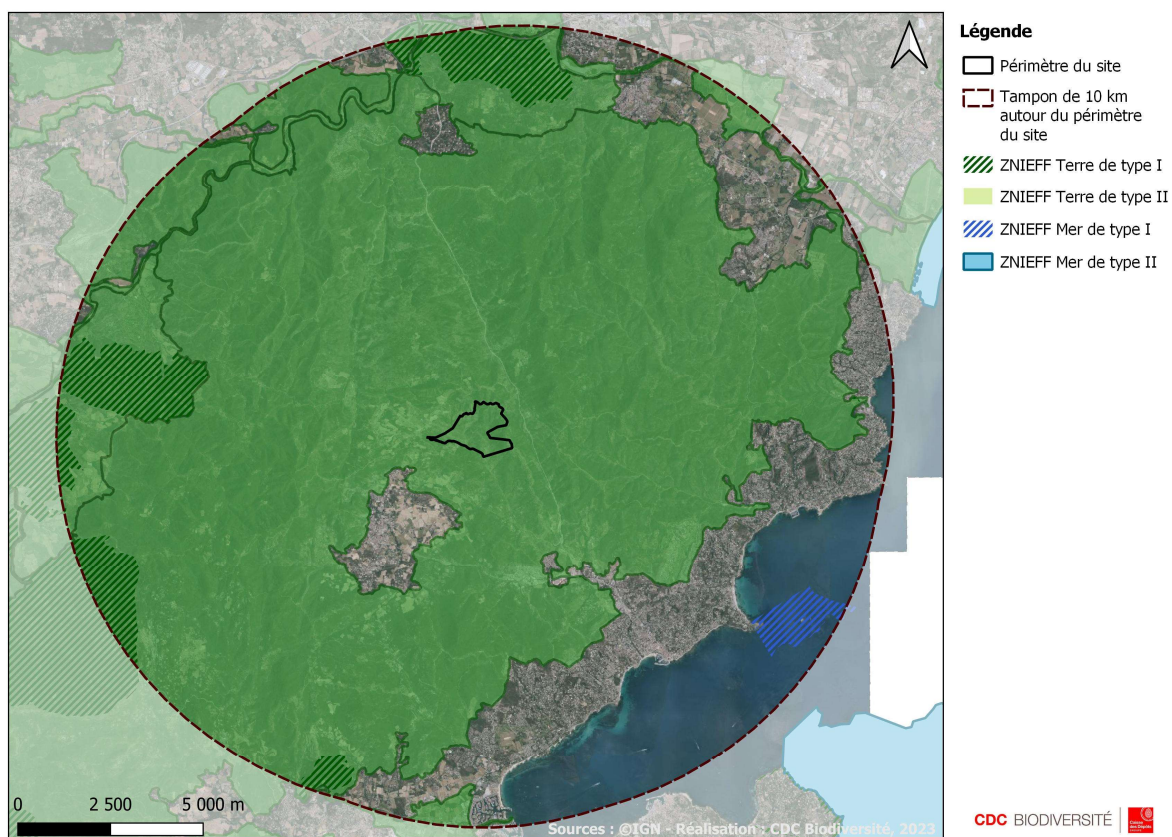 Légende
Périmètre du site
Tampon de 10 km
autour du périmètre
du site
ZNIEFF Terre de type I
ZNIEFF Terre de type II
ZNIEFF Mer de type I
ZNIEFF Mer de type II
0 2 500 5 000 m
Sources : ©IGN - Réalisation : CDC Biodiversité, 2023
CDC BIODIVERSITÉ